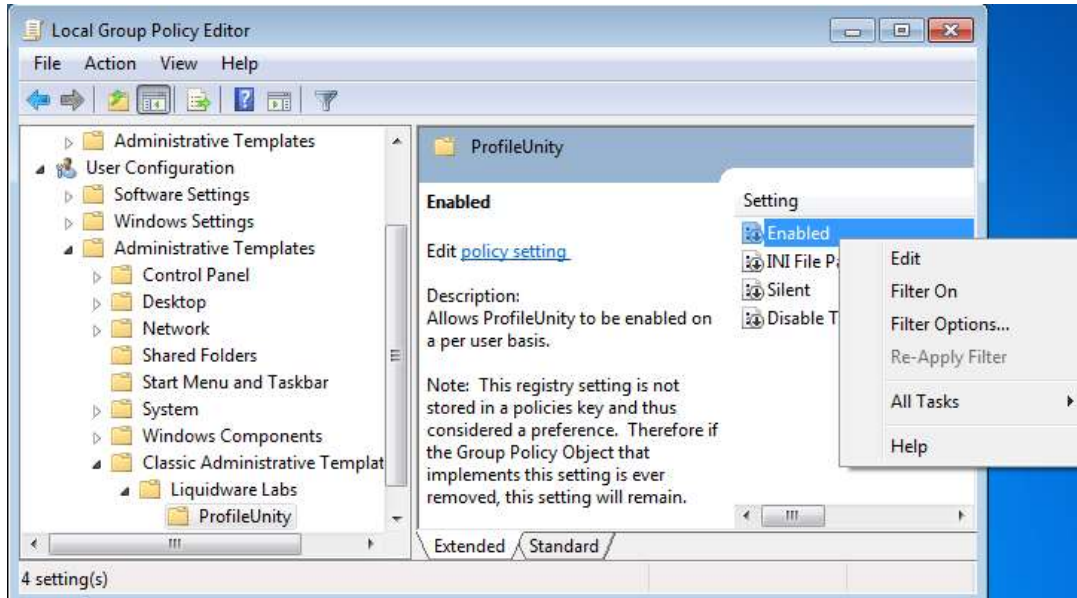 Local Group Policy Editor
File Action View Help
Administrative Templates
User Configuration
Software Settings
Windows Settings
Administrative Templates
Control Panel
Desktop
Network
Shared Folders
Start Menu and Taskbar
System
Windows Components
Classic Administrative Templat
Liquidware Labs
ProfileUnity
ProfileUnity
Enabled
Edit policy setting
Description:
Allows ProfileUnity to be enabled on
a per user basis.
Note: This registry setting is not
stored in a policies key and thus
considered a preference. Therefore if
the Group Policy Object that
implements this setting is ever
removed, this setting will remain.
Setting
Enabled
INI File Pa
Silent
Disable T
Edit
Filter On
Filter Options...
Re-Apply Filter
All Tasks
Help
Extended Standard
4 setting(s)